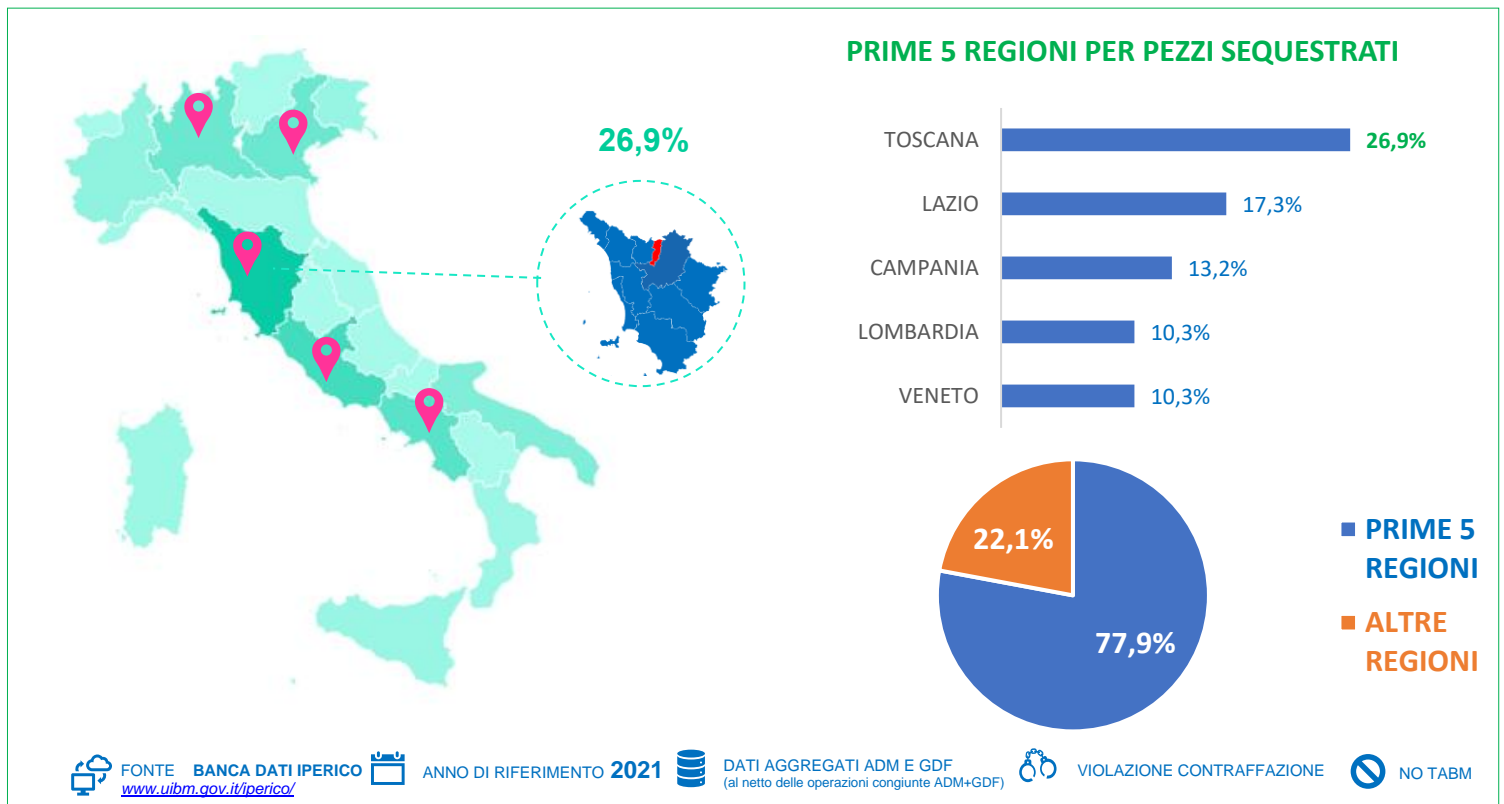 PRIME 5 REGIONI PER PEZZI SEQUESTRATI
26,9%
TOSCANA 26,9%
LAZIO 17,3%
CAMPANIA 13,2%
LOMBARDIA 10,3%
VENETO 10,3%
22,1%
77,9%
PRIME 5
REGIONI
ALTRE
REGIONI
FONTE BANCA DATI IPERICO
www.uibm.gov.it/iperico/
ANNO DI RIFERIMENTO 2021
DATI AGGREGATI ADM E GDF
(al netto delle operazioni congiunte ADM+GDF)
VIOLAZIONE CONTRAFFAZIONE
NO TABM